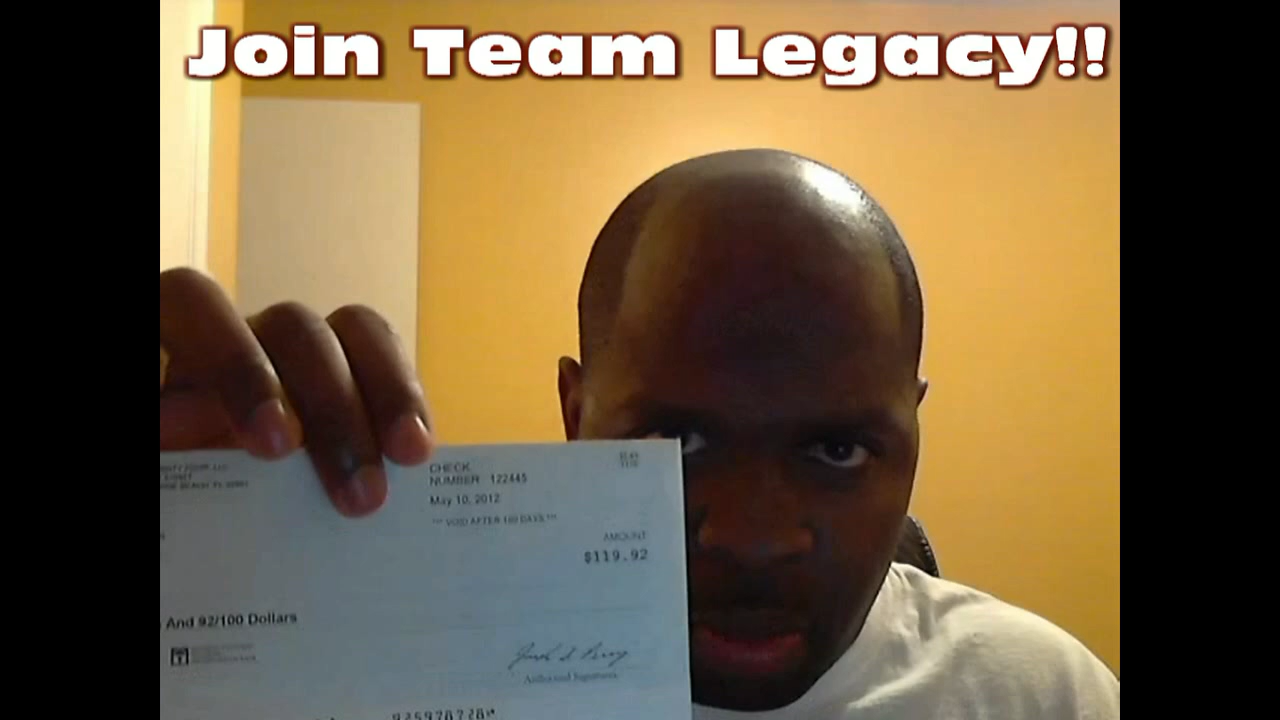 Join Team Legacy!!
CHECK
NUMBER 122445
May 10, 2012
*** VOID AFTER 180 DAYS ***
AMOUNT
$119.92
And 92/100 Dollars
Authorized Signature